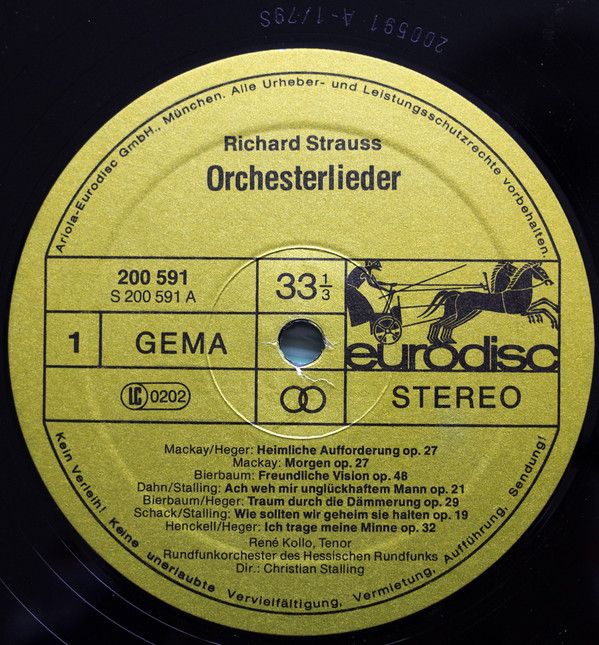 200591 A-1/79S
Ariola-Eurodisc GmbH., München. Alle Urheber- und Leistungsschutzrechte vorbehalten.
Richard Strauss
Orchesterlieder
200 591
S 200 591 A
33 1/3
1
GEMA
eurodisc
LC 0202
STEREO
Mackay/Heger: Heimliche Aufforderung op. 27
Mackay: Morgen op. 27
Bierbaum: Freundliche Vision op. 48
Dahn/Stalling: Ach weh mir unglückhaftem Mann op. 21
Bierbaum/Heger: Traum durch die Dämmerung op. 29
Schack/Stalling: Wie sollten wir geheim sie halten op. 19
Henckell/Heger: Ich trage meine Minne op. 32
René Kollo, Tenor
Rundfunkorchester des Hessischen Rundfunks
Dir.: Christian Stalling
Kein Verleih! Keine unerlaubte Vervielfältigung, Vermietung, Aufführung, Sendung!